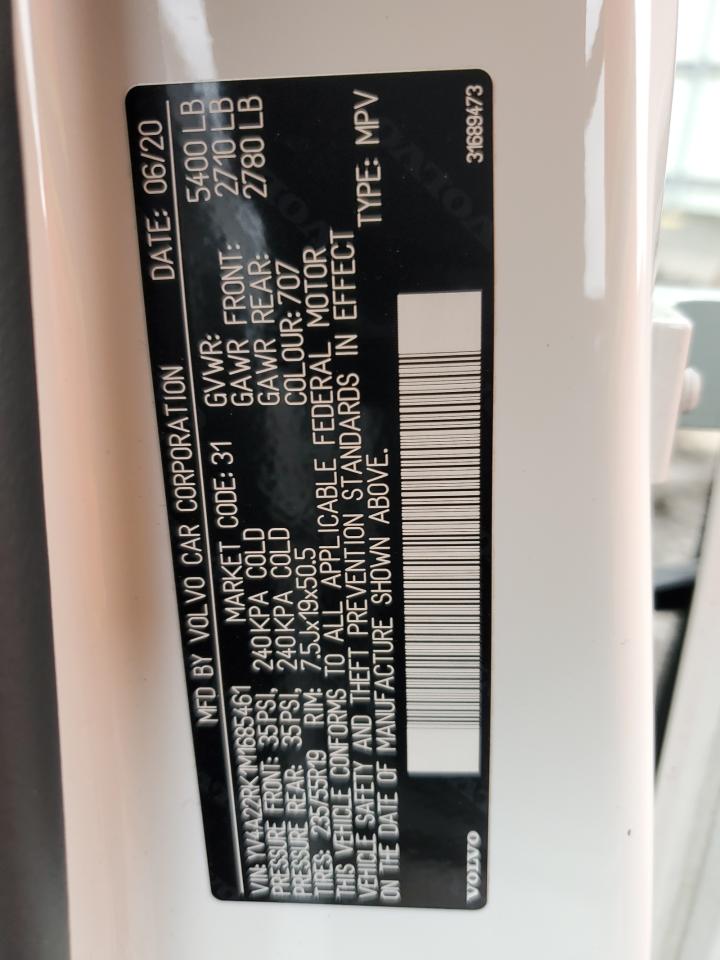 MFD BY VOLVO CAR CORPORATION DATE: 06/20
MARKET CODE: 31 GVWR: 5400 LB
GAWR FRONT: 2710 LB
GAWR REAR: 2780 LB
VIN: YV4A22RK1M1685461
PRESSURE FRONT: 35PSI, 240KPA COLD COLOUR: 707
PRESSURE REAR: 35PSI, 240KPA COLD
TIRES: 235/55R19 RIM: 7.5Jx19x50.5
THIS VEHICLE CONFORMS TO ALL APPLICABLE FEDERAL MOTOR
VEHICLE SAFETY AND THEFT PREVENTION STANDARDS IN EFFECT
ON THE DATE OF MANUFACTURE SHOWN ABOVE. TYPE: MPV
VOLVO 31689473